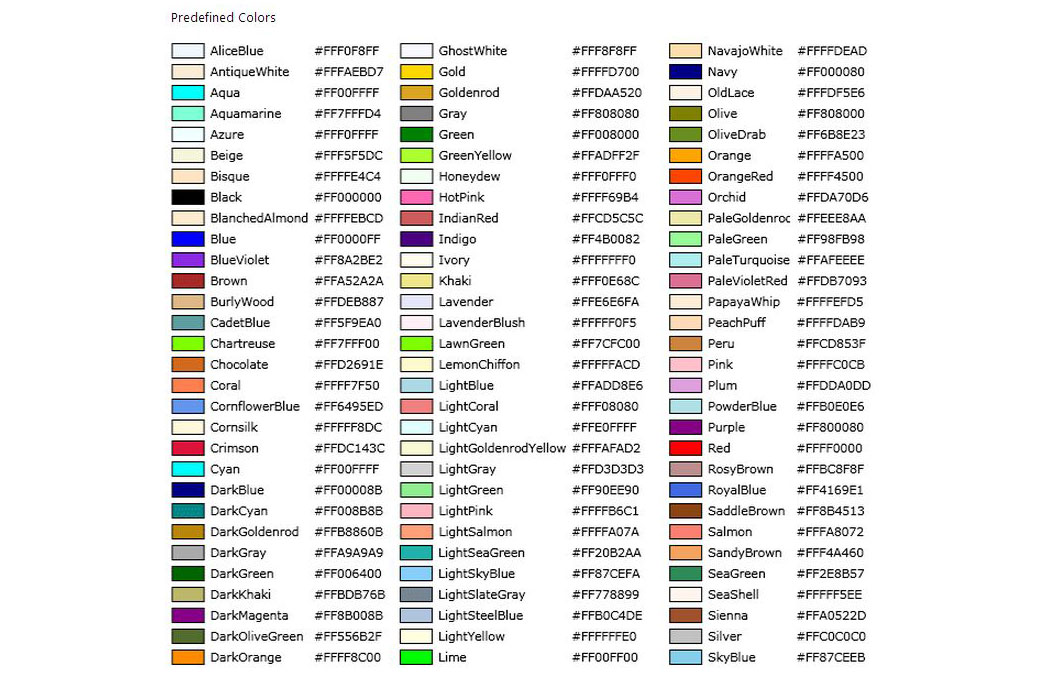 Predefined Colors
AliceBlue #FFF0F8FF GhostWhite #FFF8F8FF NavajoWhite #FFFFDEAD
AntiqueWhite #FFFAEBD7 Gold #FFFFD700 Navy #FF000080
Aqua #FF00FFFF Goldenrod #FFDAA520 OldLace #FFFDF5E6
Aquamarine #FF7FFFD4 Gray #FF808080 Olive #FF808000
Azure #FFF0FFFF Green #FF008000 OliveDrab #FF6B8E23
Beige #FFF5F5DC GreenYellow #FFADFF2F Orange #FFFFA500
Bisque #FFFFE4C4 Honeydew #FFF0FFF0 OrangeRed #FFFF4500
Black #FF000000 HotPink #FFFF69B4 Orchid #FFDA70D6
BlanchedAlmond #FFFFEBCD IndianRed #FFCD5C5C PaleGoldenroc #FFEEE8AA
Blue #FF0000FF Indigo #FF4B0082 PaleGreen #FF98FB98
BlueViolet #FF8A2BE2 Ivory #FFFFFFF0 PaleTurquoise #FFAFEEEE
Brown #FFA52A2A Khaki #FFF0E68C PaleVioletRed #FFDB7093
BurlyWood #FFDEB887 Lavender #FFE6E6FA PapayaWhip #FFFFEFD5
CadetBlue #FF5F9EA0 LavenderBlush #FFFFF0F5 PeachPuff #FFFFDAB9
Chartreuse #FF7FFF00 LawnGreen #FF7CFC00 Peru #FFCD853F
Chocolate #FFD2691E LemonChiffon #FFFFFACD Pink #FFFFC0CB
Coral #FFFF7F50 LightBlue #FFADD8E6 Plum #FFDDA0DD
CornflowerBlue #FF6495ED LightCoral #FFF08080 PowderBlue #FFB0E0E6
Cornsilk #FFFFF8DC LightCyan #FFE0FFFF Purple #FF800080
Crimson #FFDC143C LightGoldenrodYellow #FFFAFAD2 Red #FFFF0000
Cyan #FF00FFFF LightGray #FFD3D3D3 RosyBrown #FFBC8F8F
DarkBlue #FF00008B LightGreen #FF90EE90 RoyalBlue #FF4169E1
DarkCyan #FF008B8B LightPink #FFFFB6C1 SaddleBrown #FF8B4513
DarkGoldenrod #FFB8860B LightSalmon #FFFFA07A Salmon #FFFA8072
DarkGray #FFA9A9A9 LightSeaGreen #FF20B2AA SandyBrown #FFF4A460
DarkGreen #FF006400 LightSkyBlue #FF87CEFA SeaGreen #FF2E8B57
DarkKhaki #FFBDB76B LightSlateGray #FF778899 SeaShell #FFFFF5EE
DarkMagenta #FF8B008B LightSteelBlue #FFB0C4DE Sienna #FFA0522D
DarkOliveGreen #FF556B2F LightYellow #FFFFFFE0 Silver #FFC0C0C0
DarkOrange #FFFF8C00 Lime #FF00FF00 SkyBlue #FF87CEEB